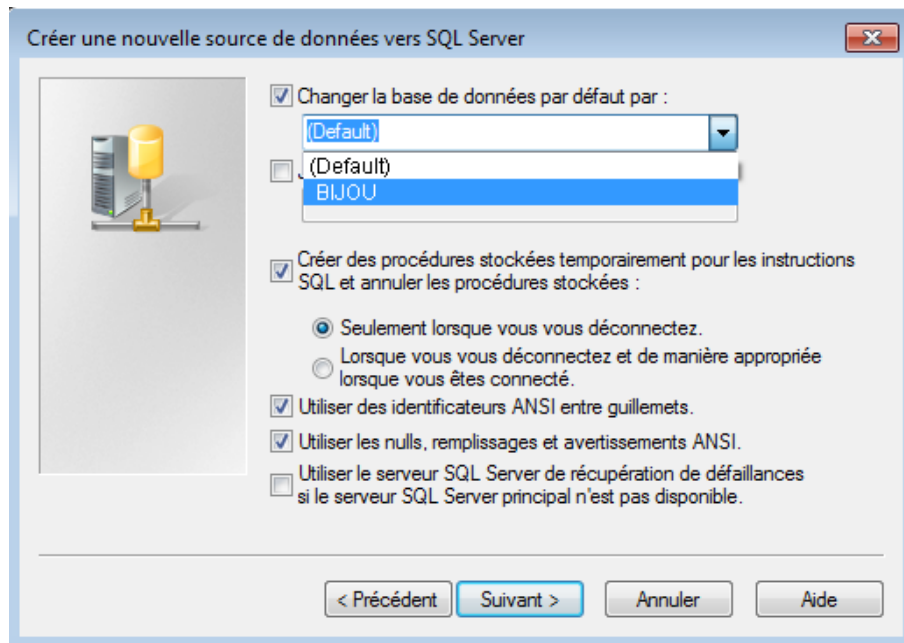 Créer une nouvelle source de données vers SQL Server
Changer la base de données par défaut par :
(Default)
(Default)
BIJOU
Créer des procédures stockées temporairement pour les instructions
SQL et annuler les procédures stockées :
Seulement lorsque vous vous déconnectez.
Lorsque vous vous déconnectez et de manière appropriée
lorsque vous êtes connecté.
Utiliser des identificateurs ANSI entre guillemets.
Utiliser les nulls, remplissages et avertissements ANSI.
Utiliser le serveur SQL Server de récupération de défaillances
si le serveur SQL Server principal n'est pas disponible.
< Précédent Suivant > Annuler Aide